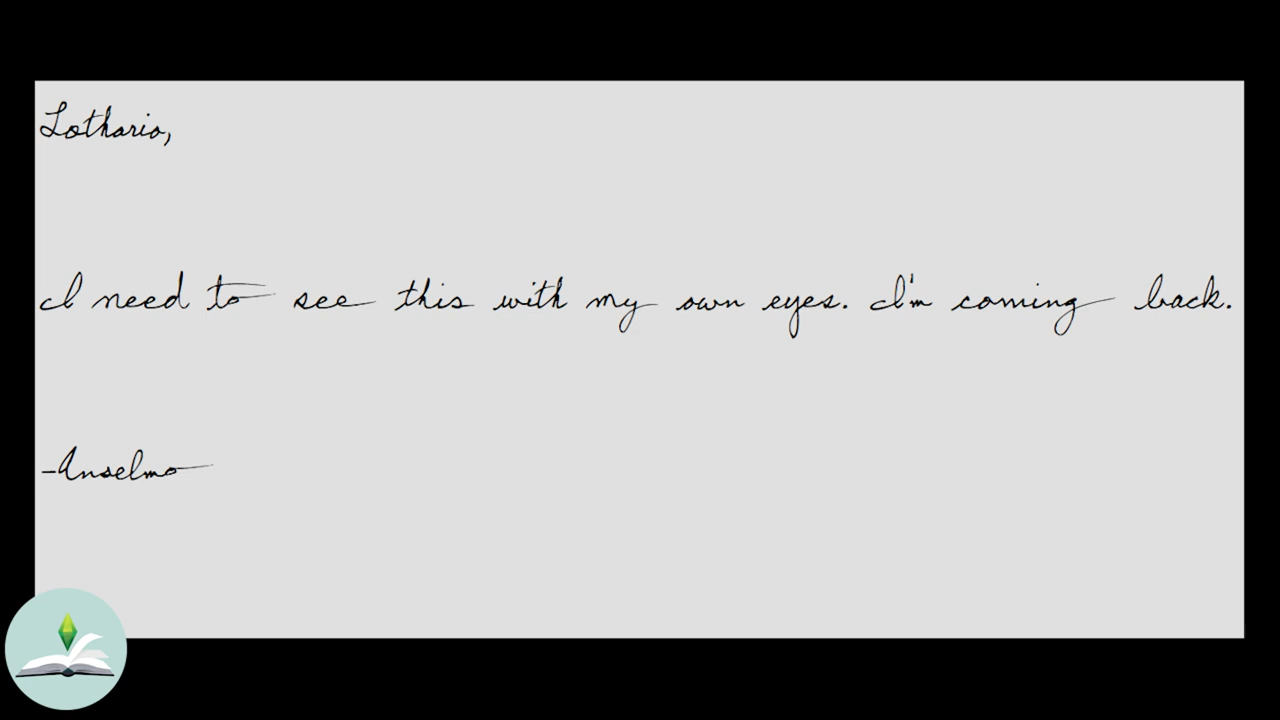 Lothario,
I need to see this with my own eyes. I'm coming back.
-Anselmo